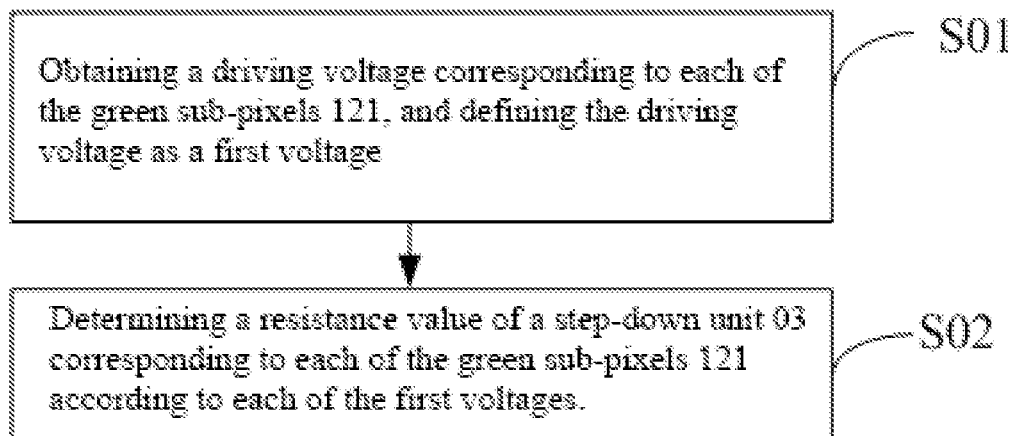 Obtaining a driving voltage corresponding to each of
the green sub-pixels 121, and defining the driving
voltage as a first voltage
S01
Determining a resistance value of a step-down unit 03
corresponding to each of the green sub-pixels 121
according to each of the first voltages.
S02